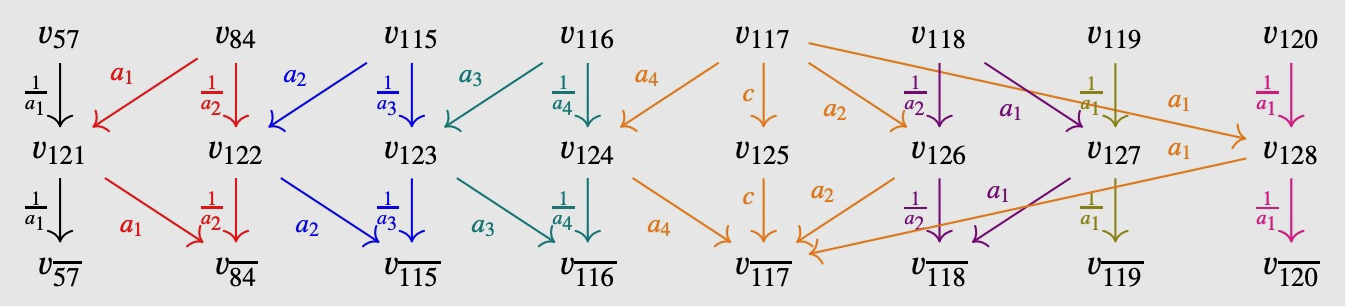 v_{57} v_{84} v_{115} v_{116} v_{117} v_{118} v_{119} v_{120}
\frac{1}{a_1} a_1 \frac{1}{a_2} a_2 \frac{1}{a_3} a_3 \frac{1}{a_4} a_4 c a_2 \frac{1}{a_2} a_1 \frac{1}{a_1} a_1 \frac{1}{a_1}
v_{121} v_{122} v_{123} v_{124} v_{125} v_{126} v_{127} a_1 v_{128}
\frac{1}{a_1} a_1 \frac{1}{a_2} a_2 \frac{1}{a_3} a_3 \frac{1}{a_4} a_4 c a_2 \frac{1}{a_2} a_1 \frac{1}{a_1} \frac{1}{a_1}
v_{\overline{57}} v_{\overline{84}} v_{\overline{115}} v_{\overline{116}} v_{\overline{117}} v_{\overline{118}} v_{\overline{119}} v_{\overline{120}}